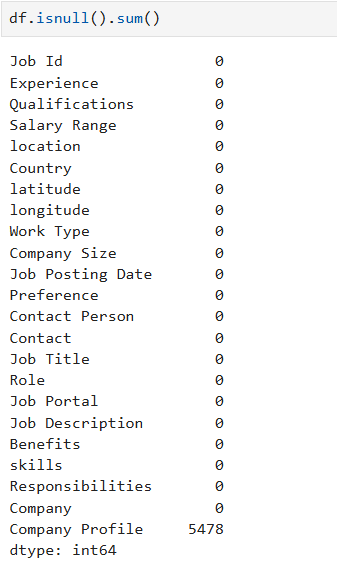 df.isnull().sum()
Job Id 0
Experience 0
Qualifications 0
Salary Range 0
location 0
Country 0
latitude 0
longitude 0
Work Type 0
Company Size 0
Job Posting Date 0
Preference 0
Contact Person 0
Contact 0
Job Title 0
Role 0
Job Portal 0
Job Description 0
Benefits 0
skills 0
Responsibilities 0
Company 0
Company Profile 5478
dtype: int64